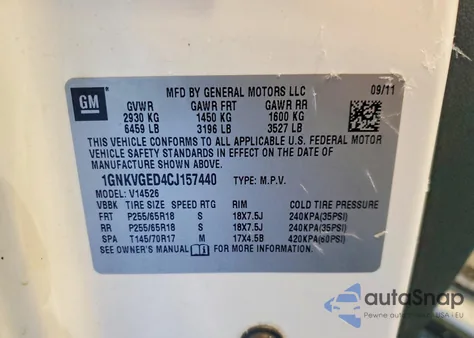 GM
MFD BY GENERAL MOTORS LLC
09/11
GVWR GAWR FRT GAWR RR
2930 KG 1450 KG 1600 KG
6459 LB 3196 LB 3527 LB
THIS VEHICLE CONFORMS TO ALL APPLICABLE U.S. FEDERAL MOTOR
VEHICLE SAFETY STANDARDS IN EFFECT ON THE DATE OF
MANUFACTURE SHOWN ABOVE
1GNKVGED4CJ157440 TYPE: M.P.V.
MODEL: V14526
VBBK TIRE SIZE SPEED RTG RIM COLD TIRE PRESSURE
FRT P255/65R18 S 18X7.5J 240KPA(35PSI)
RR P255/65R18 S 18X7.5J 240KPA(35PSI)
SPA T145/70R17 M 17X4.5B 420KPA(60PSI)
SEE OWNER'S MANUAL FOR MORE INFORMATION
autoSnap
Pewne auto z USA i EU